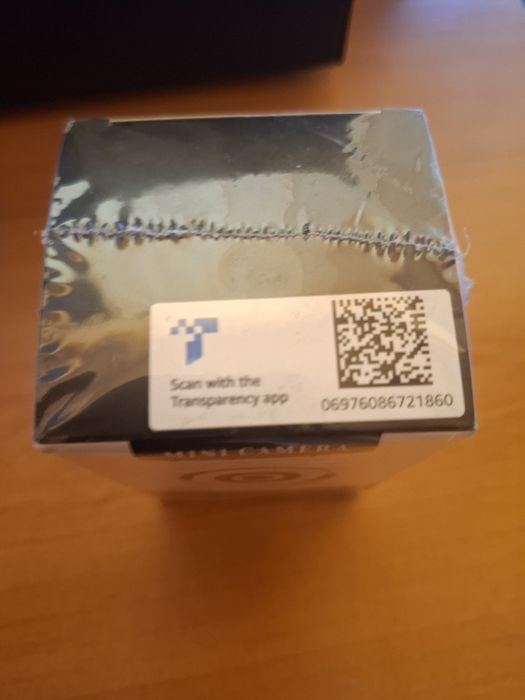 Scan with the
Transparency app
06976086721860
MINI CAMERA